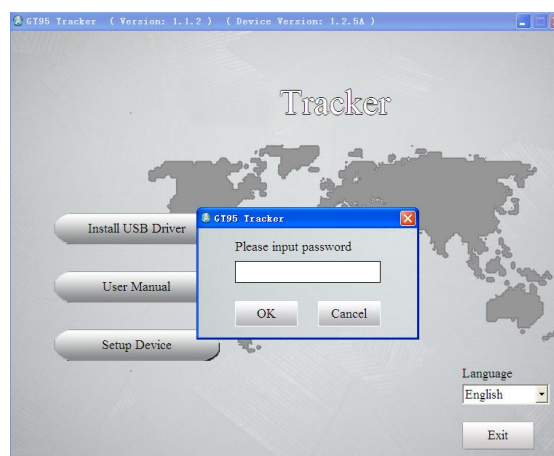 GT95 Tracker ( Version: 1.1.2 ) ( Device Version: 1.2.5A )
Tracker
Install USB Driver
GT95 Tracker
Please input password
OK Cancel
User Manual
Setup Device
Language
English
Exit